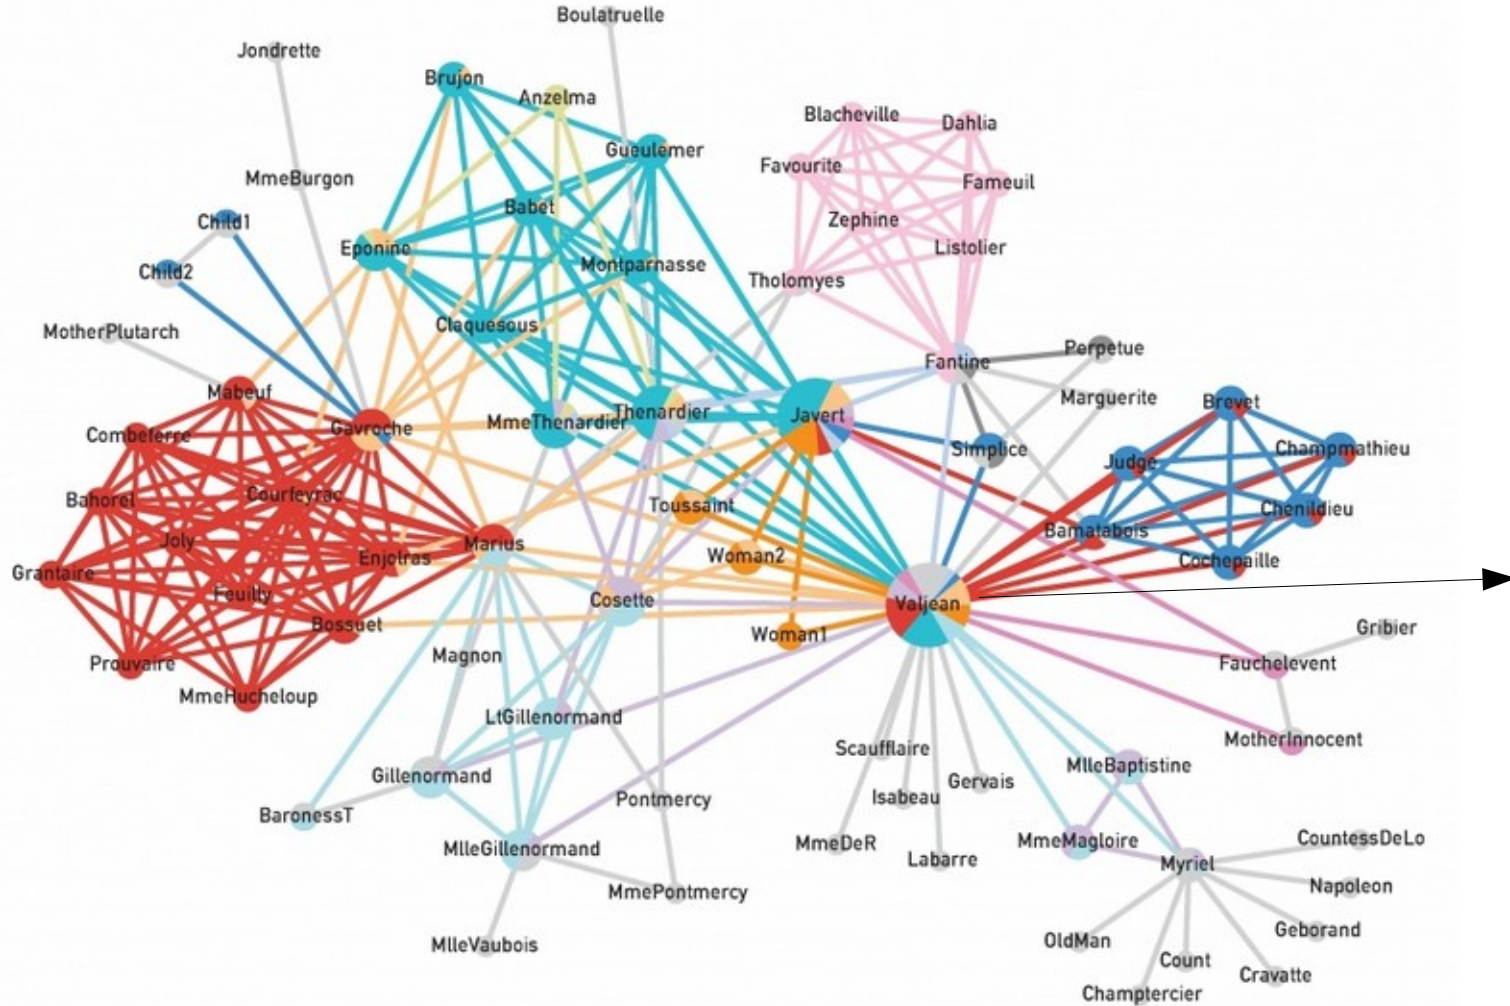 Boulatruelle
Jondrette
Brujon
Anzelma
Blacheville
Dahlia
Gueulemer
Favourite
MmeBurgon
Fameuil
Babet
Child1
Zephine
Eponine
Listolier
Child2
Montparnasse
Tholomyes
Claquesous
MotherPlutarch
Perpetue
Fantine
Mabeuf
Marguerite
Brevet
Thenardier
Javert
MmeThenardier
Gavroche
Combeferre
Champmathieu
Simplice
Judge
Courfeyrac
Bahorel
Toussaint
Chenildieu
Bamatabois
Joly
Marius
Woman2
Enjolras
Cochepaille
Grantaire
Feuilly
Cosette
Valjean
Bossuet
Gribier
Woman1
Magnon
Prouvaire
Fauchelevent
MmeHucheloup
LtGillenormand
MotherInnocent
Scaufflaire
MlleBaptistine
Gillenormand
Gervais
Isabeau
Pontmercy
BaronessT
CountessDeLo
MmeMagloire
MmeDeR
MlleGillenormand
Labarre
Myriel
Napoleon
MmePontmercy
Geborand
OldMan
MlleVaubois
Count
Cravatte
Champtercier